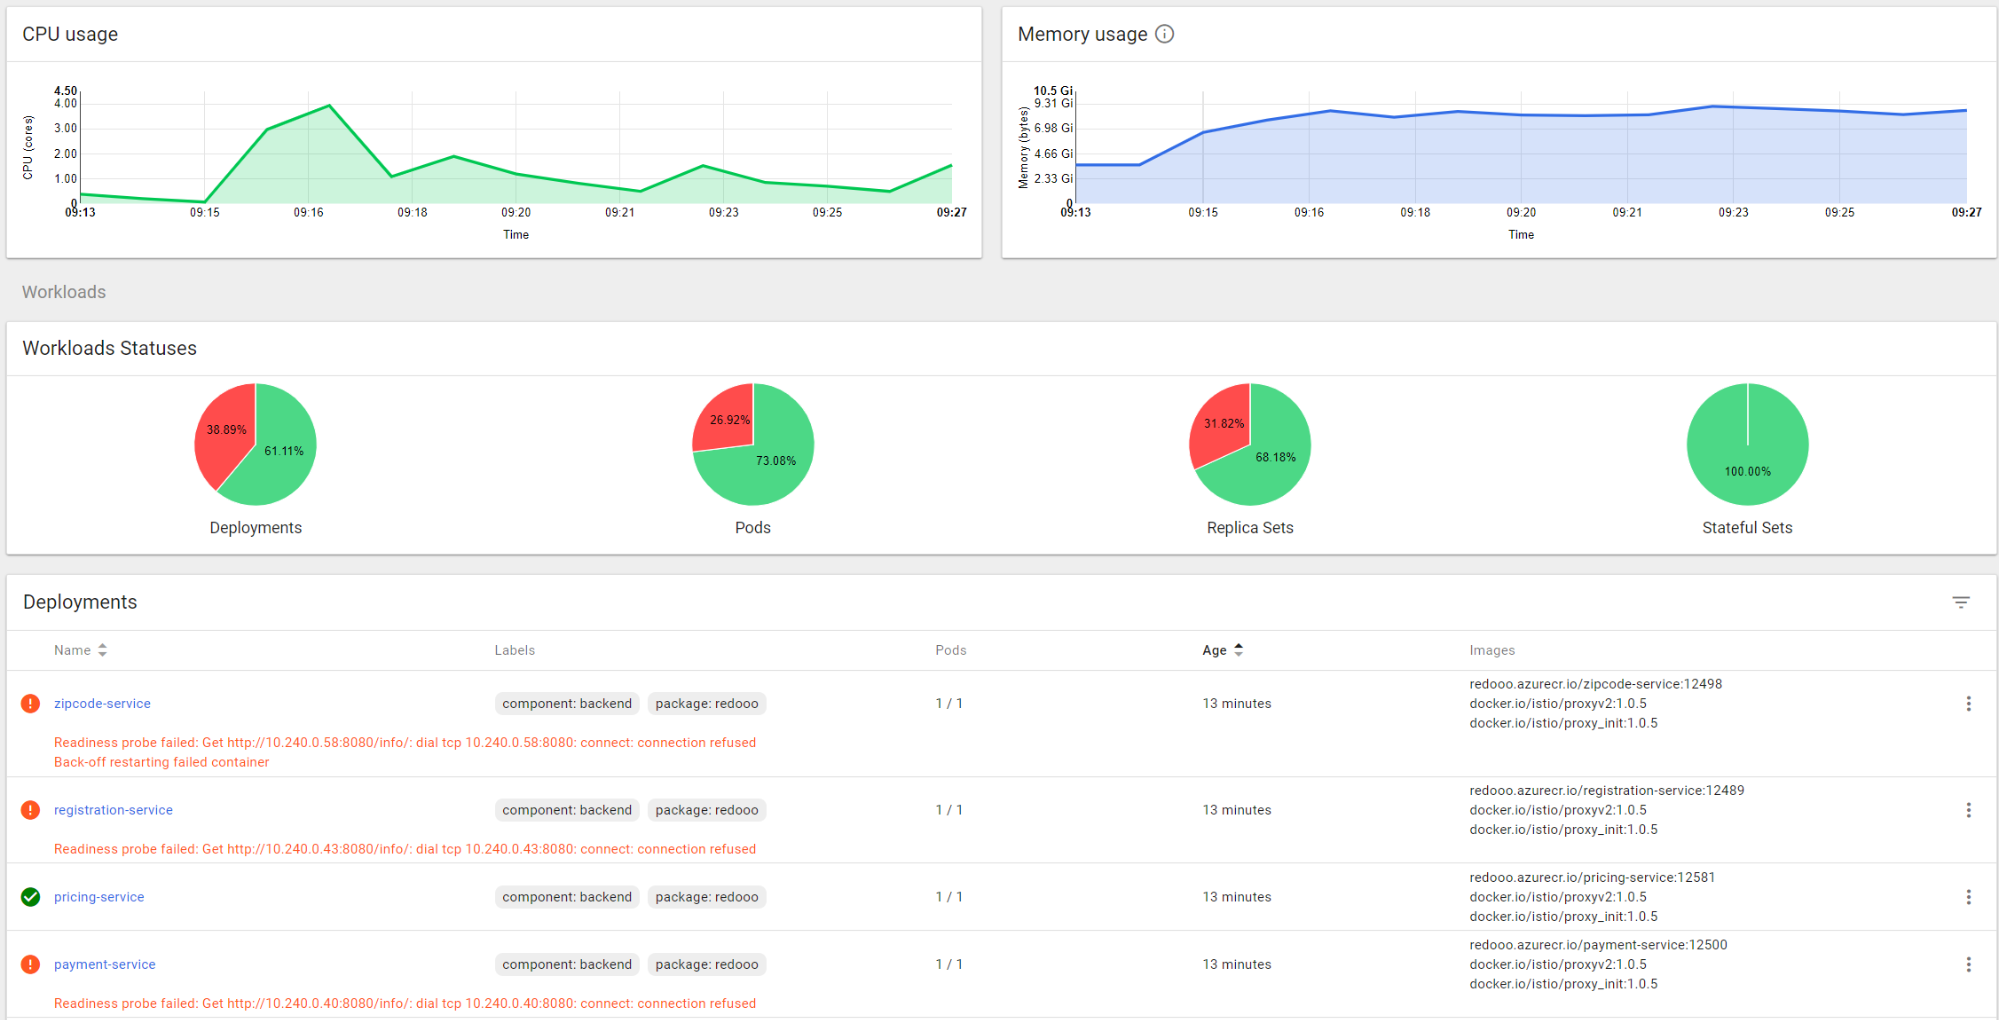 CPU usage
CPU (cores)
4.50
4.00
3.00
2.00
1.00
0
09:13 09:15 09:16 09:18 09:20 09:21 09:23 09:25 09:27
Time
Memory usage
Memory (bytes)
10.5 Gi
9.31 Gi
6.98 Gi
4.66 Gi
2.33 Gi
0
09:13 09:15 09:16 09:18 09:20 09:21 09:23 09:25 09:27
Time
Workloads
Workloads Statuses
38.89%
61.11%
Deployments
26.92%
73.08%
Pods
31.82%
68.18%
Replica Sets
100.00%
Stateful Sets
Deployments
Name Labels Pods Age Images
zipcode-service component: backend package: redooo 1 / 1 13 minutes
redooo.azurecr.io/zipcode-service:12498
docker.io/istio/proxyv2:1.0.5
docker.io/istio/proxy_init:1.0.5
Readiness probe failed: Get http://10.240.0.58:8080/info/: dial tcp 10.240.0.58:8080: connect: connection refused
Back-off restarting failed container
registration-service component: backend package: redooo 1 / 1 13 minutes
redooo.azurecr.io/registration-service:12489
docker.io/istio/proxyv2:1.0.5
docker.io/istio/proxy_init:1.0.5
Readiness probe failed: Get http://10.240.0.43:8080/info/: dial tcp 10.240.0.43:8080: connect: connection refused
pricing-service component: backend package: redooo 1 / 1 13 minutes
redooo.azurecr.io/pricing-service:12581
docker.io/istio/proxyv2:1.0.5
docker.io/istio/proxy_init:1.0.5
payment-service component: backend package: redooo 1 / 1 13 minutes
redooo.azurecr.io/payment-service:12500
docker.io/istio/proxyv2:1.0.5
docker.io/istio/proxy_init:1.0.5
Readiness probe failed: Get http://10.240.0.40:8080/info/: dial tcp 10.240.0.40:8080: connect: connection refused